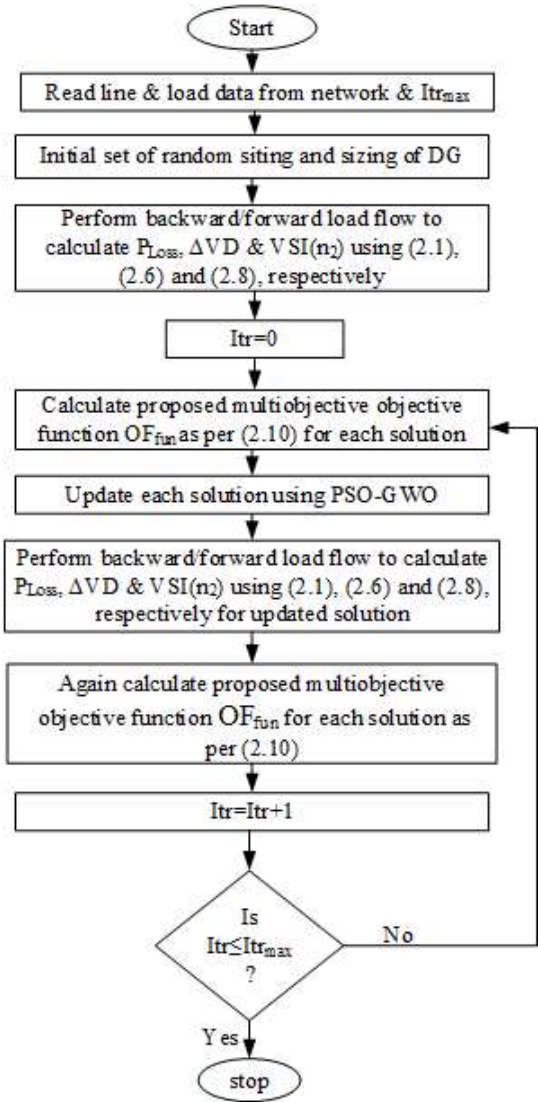 Start
Read line & load data from network & Itrmax
Initial set of random siting and sizing of DG
Perform backward/forward load flow to
calculate PLoss, ΔVD & VSI(n2) using (2.1),
(2.6) and (2.8), respectively
Itr=0
Calculate proposed multiobjective objective
function OFfun as per (2.10) for each solution
Update each solution using PSO-GWO
Perform backward/forward load flow to calculate
PLoss, ΔVD & VSI(n2) using (2.1), (2.6) and (2.8),
respectively for updated solution
Again calculate proposed multiobjective
objective function OFfun for each solution as
per (2.10)
Itr=Itr+1
Is
Itr≤Itrmax
?
No
Yes
stop